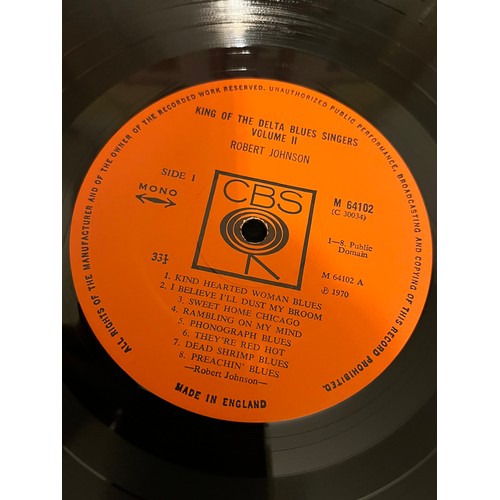 ALL RIGHTS OF THE MANUFACTURER AND OF THE OWNER OF THE RECORDED WORK RESERVED. UNAUTHORIZED PUBLIC PERFORMANCE, BROADCASTING AND COPYING OF THIS RECORD PROHIBITED.
KING OF THE DELTA BLUES SINGERS
VOLUME II
ROBERT JOHNSON
SIDE 1
MONO
CBS
M 64102
(C 30034)
1—8. Public
Domain
33⅓
M 64102 A
℗ 1970
1. KIND HEARTED WOMAN BLUES
2. I BELIEVE I'LL DUST MY BROOM
3. SWEET HOME CHICAGO
4. RAMBLING ON MY MIND
5. PHONOGRAPH BLUES
6. THEY'RE RED HOT
7. DEAD SHRIMP BLUES
8. PREACHIN' BLUES
—Robert Johnson—
MADE IN ENGLAND